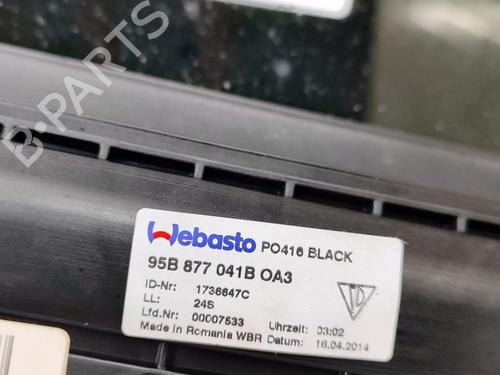 B-PARTS
Webasto PO416 BLACK
95B 877 041B OA3
ID-Nr: 1736647C
LL: 24S
Lfd.Nr: 00007533 Uhrzeit: 03:02
Made in Romania WBR Datum: 18.04.2014